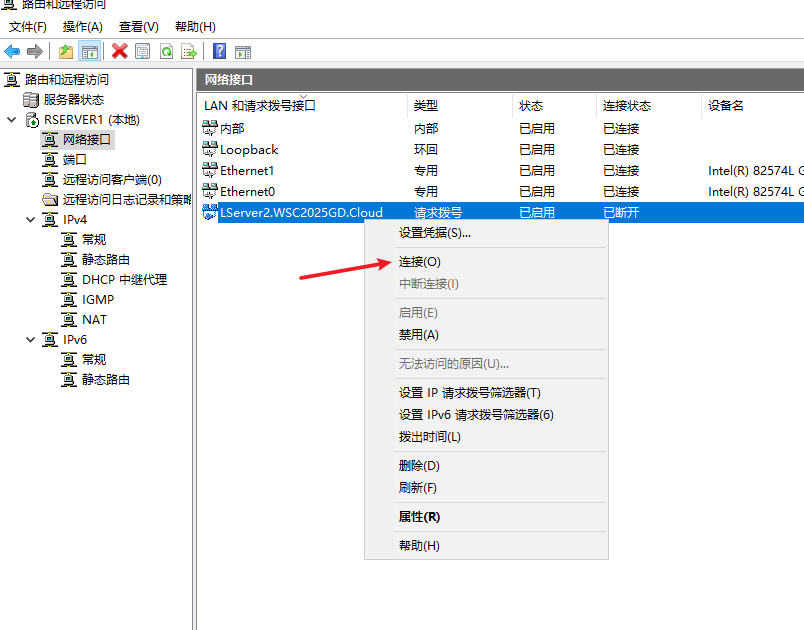 路由和远程访问
文件(F) 操作(A) 查看(V) 帮助(H)
路由和远程访问
服务器状态
RSERVER1 (本地)
网络接口
端口
远程访问客户端(0)
远程访问日志记录和策略
IPv4
常规
静态路由
DHCP 中继代理
IGMP
NAT
IPv6
常规
静态路由
网络接口
LAN 和请求拨号接口 类型 状态 连接状态 设备名
内部 内部 已启用 已连接
Loopback 环回 已启用 已连接
Ethernet1 专用 已启用 已连接 Intel(R) 82574L G
Ethernet0 专用 已启用 已连接 Intel(R) 82574L G
LServer2.WSC2025GD.Cloud 请求拨号 已启用 已断开
设置凭据(S)...
连接(O)
中断连接(I)
启用(E)
禁用(A)
无法访问的原因(U)...
设置 IP 请求拨号筛选器(T)
设置 IPv6 请求拨号筛选器(6)
拨出时间(L)
删除(D)
刷新(F)
属性(R)
帮助(H)